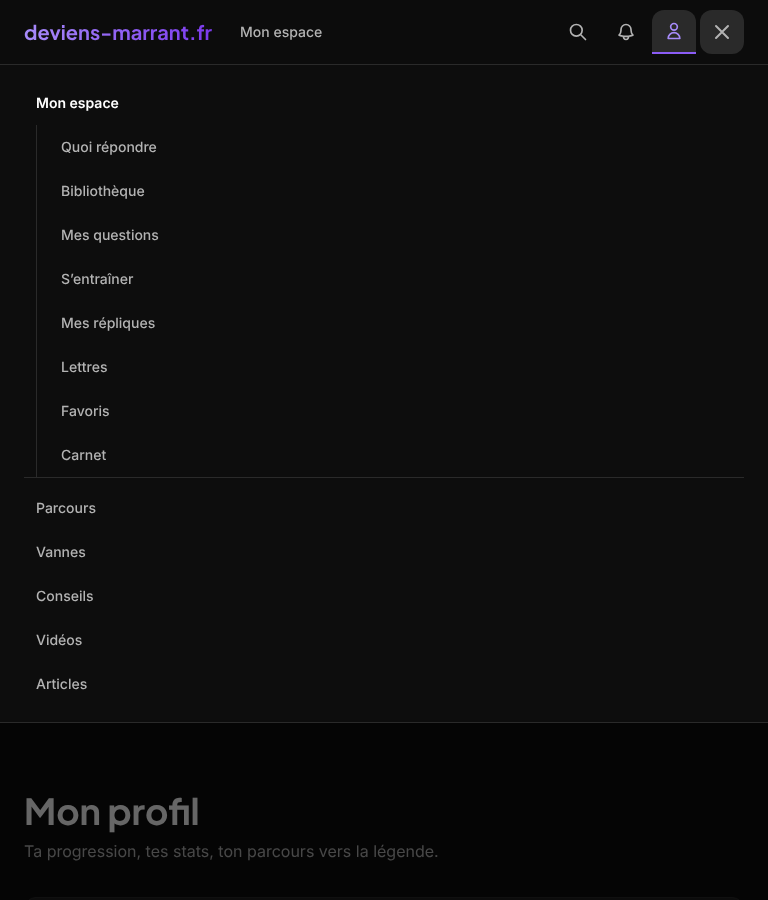 deviens-marrant.fr Mon espace
Mon espace
Quoi répondre
Bibliothèque
Mes questions
S’entraîner
Mes répliques
Lettres
Favoris
Carnet
Parcours
Vannes
Conseils
Vidéos
Articles
Mon profil
Ta progression, tes stats, ton parcours vers la légende.